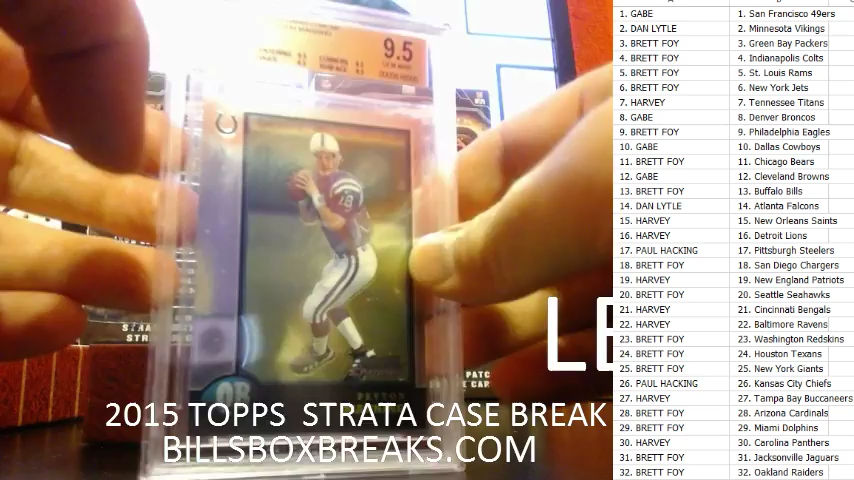 9.5
GEM MINT
18
QB
PEYTON
2015 TOPPS STRATA CASE BREAK
BILLSBOXBREAKS.COM
LE
1. GABE 1. San Francisco 49ers
2. DAN LYTLE 2. Minnesota Vikings
3. BRETT FOY 3. Green Bay Packers
4. BRETT FOY 4. Indianapolis Colts
5. BRETT FOY 5. St. Louis Rams
6. BRETT FOY 6. New York Jets
7. HARVEY 7. Tennessee Titans
8. GABE 8. Denver Broncos
9. BRETT FOY 9. Philadelphia Eagles
10. GABE 10. Dallas Cowboys
11. BRETT FOY 11. Chicago Bears
12. GABE 12. Cleveland Browns
13. BRETT FOY 13. Buffalo Bills
14. DAN LYTLE 14. Atlanta Falcons
15. HARVEY 15. New Orleans Saints
16. HARVEY 16. Detroit Lions
17. PAUL HACKING 17. Pittsburgh Steelers
18. BRETT FOY 18. San Diego Chargers
19. HARVEY 19. New England Patriots
20. BRETT FOY 20. Seattle Seahawks
21. HARVEY 21. Cincinnati Bengals
22. HARVEY 22. Baltimore Ravens
23. BRETT FOY 23. Washington Redskins
24. BRETT FOY 24. Houston Texans
25. BRETT FOY 25. New York Giants
26. PAUL HACKING 26. Kansas City Chiefs
27. HARVEY 27. Tampa Bay Buccaneers
28. BRETT FOY 28. Arizona Cardinals
29. BRETT FOY 29. Miami Dolphins
30. HARVEY 30. Carolina Panthers
31. BRETT FOY 31. Jacksonville Jaguars
32. BRETT FOY 32. Oakland Raiders